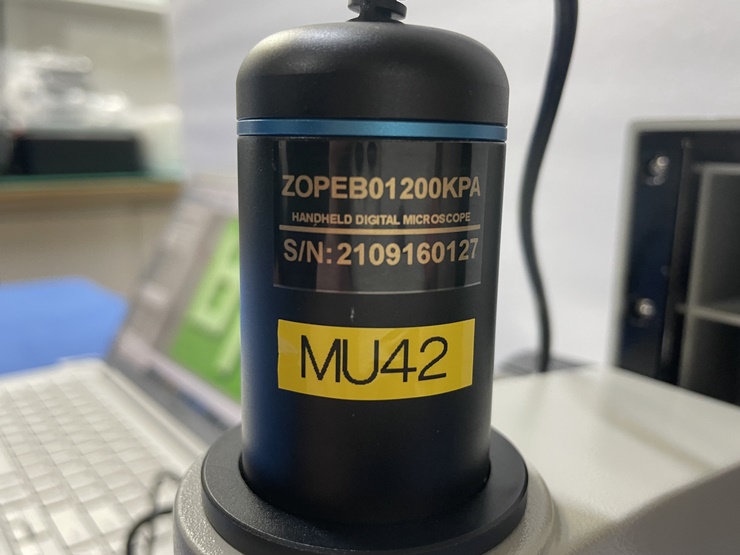 ZOPEB01200KPA
HANDHELD DIGITAL MICROSCOPE
S/N: 2109160127
MU42